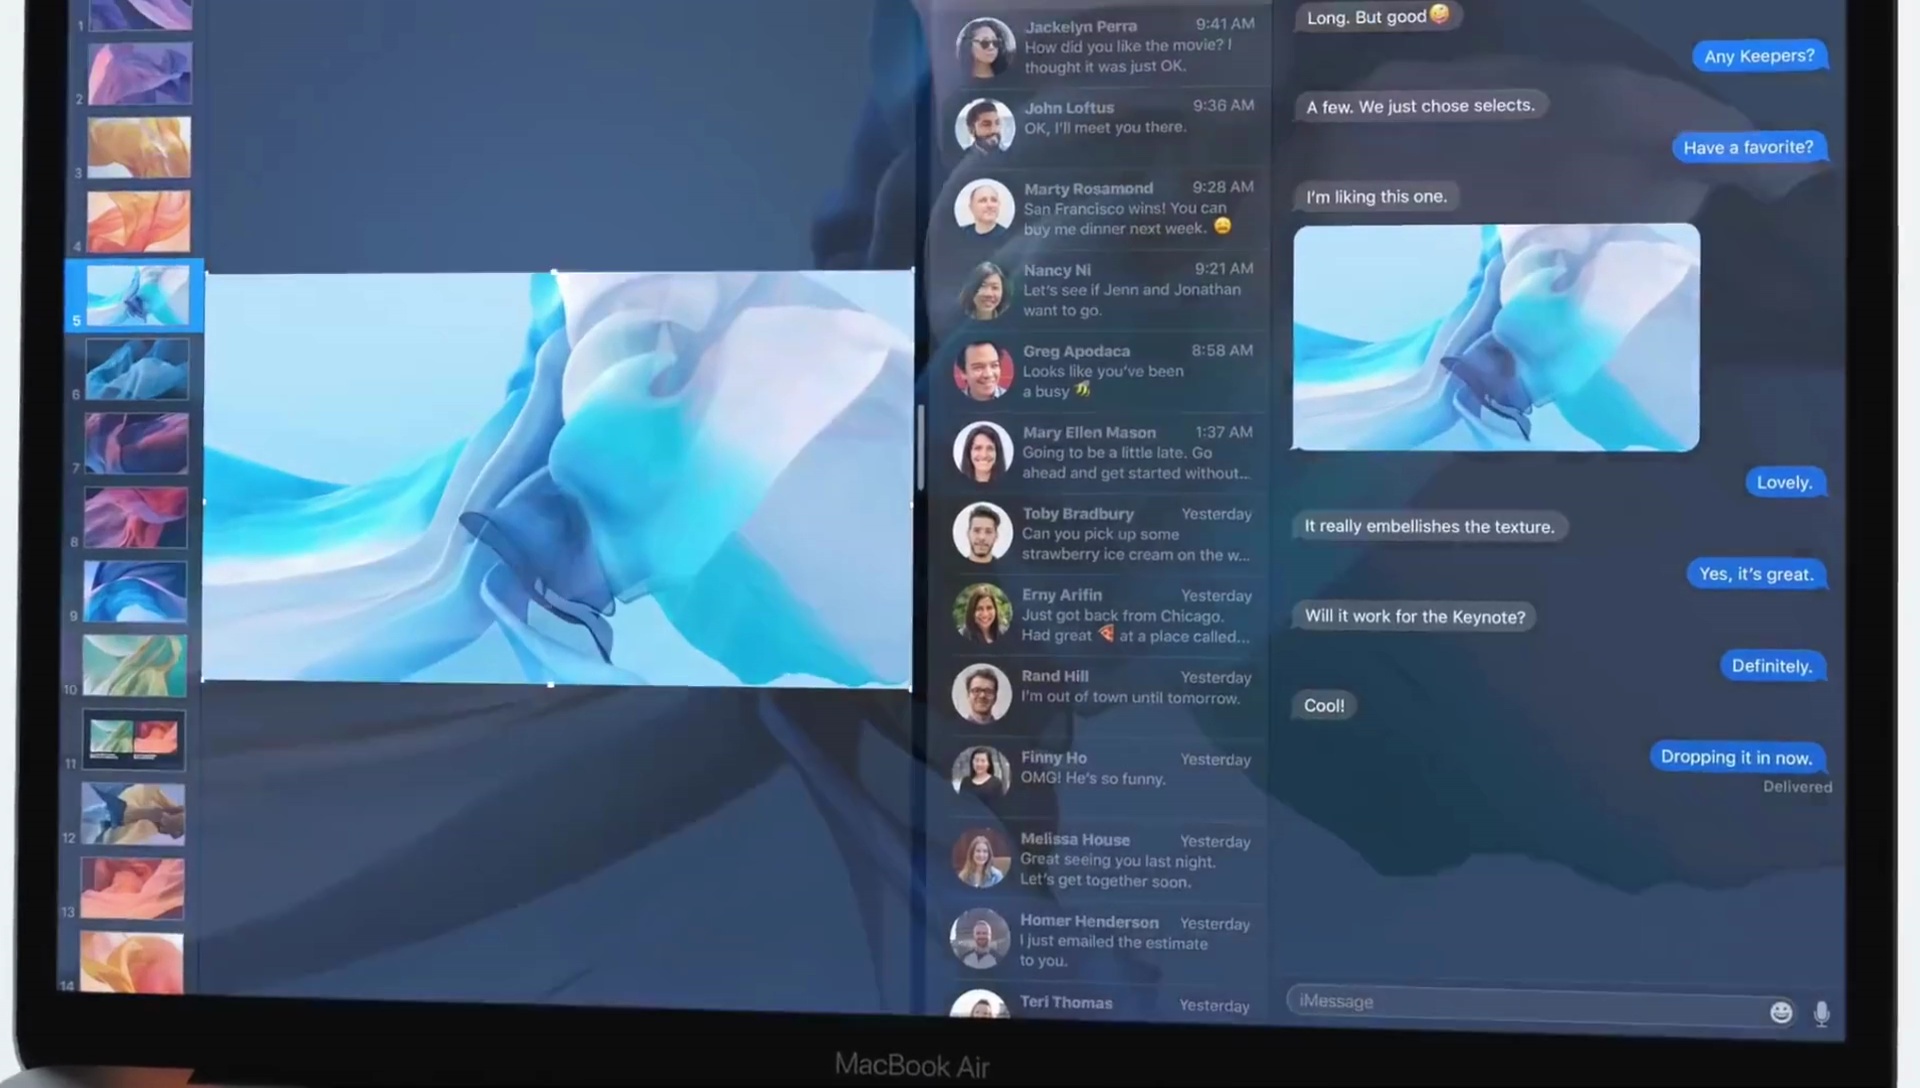 1
2
3
4
5
6
7
8
9
10
11
12
13
14
Jackelyn Perra 9:41 AM
How did you like the movie? I
thought it was just OK.
John Loftus 9:36 AM
OK, I'll meet you there.
Marty Rosamond 9:28 AM
San Francisco wins! You can
buy me dinner next week. 😩
Nancy Ni 9:21 AM
Let's see if Jenn and Jonathan
want to go.
Greg Apodaca 8:58 AM
Looks like you've been
a busy 🐝
Mary Ellen Mason 1:37 AM
Going to be a little late. Go
ahead and get started without...
Toby Bradbury Yesterday
Can you pick up some
strawberry ice cream on the w...
Erny Arifin Yesterday
Just got back from Chicago.
Had great 🍕 at a place called...
Rand Hill Yesterday
I'm out of town until tomorrow.
Finny Ho Yesterday
OMG! He's so funny.
Melissa House Yesterday
Great seeing you last night.
Let's get together soon.
Homer Henderson Yesterday
I just emailed the estimate
to you.
Teri Thomas Yesterday
Long. But good 🤪
Any Keepers?
A few. We just chose selects.
Have a favorite?
I'm liking this one.
Lovely.
It really embellishes the texture.
Yes, it's great.
Will it work for the Keynote?
Definitely.
Cool!
Dropping it in now.
Delivered
iMessage
MacBook Air